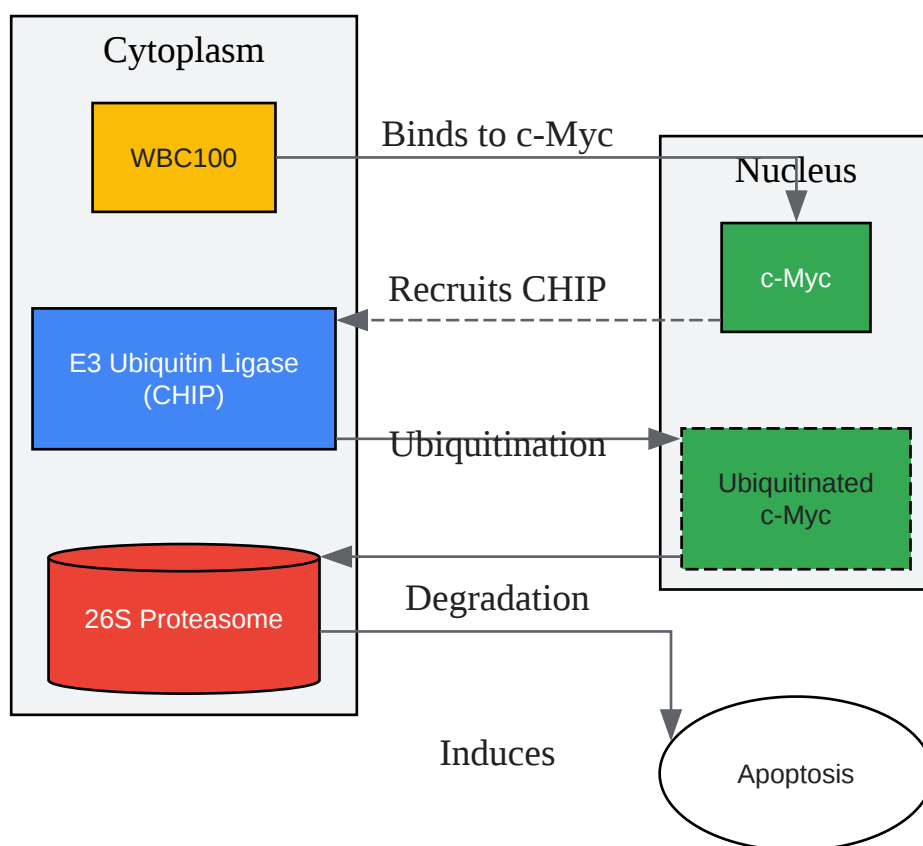 Cytoplasm
WBC100
Binds to c-Myc
Nucleus
c-Myc
Recruits CHIP
E3 Ubiquitin Ligase
(CHIP)
Ubiquitination
Ubiquitinated
c-Myc
26S Proteasome
Degradation
Induces
Apoptosis